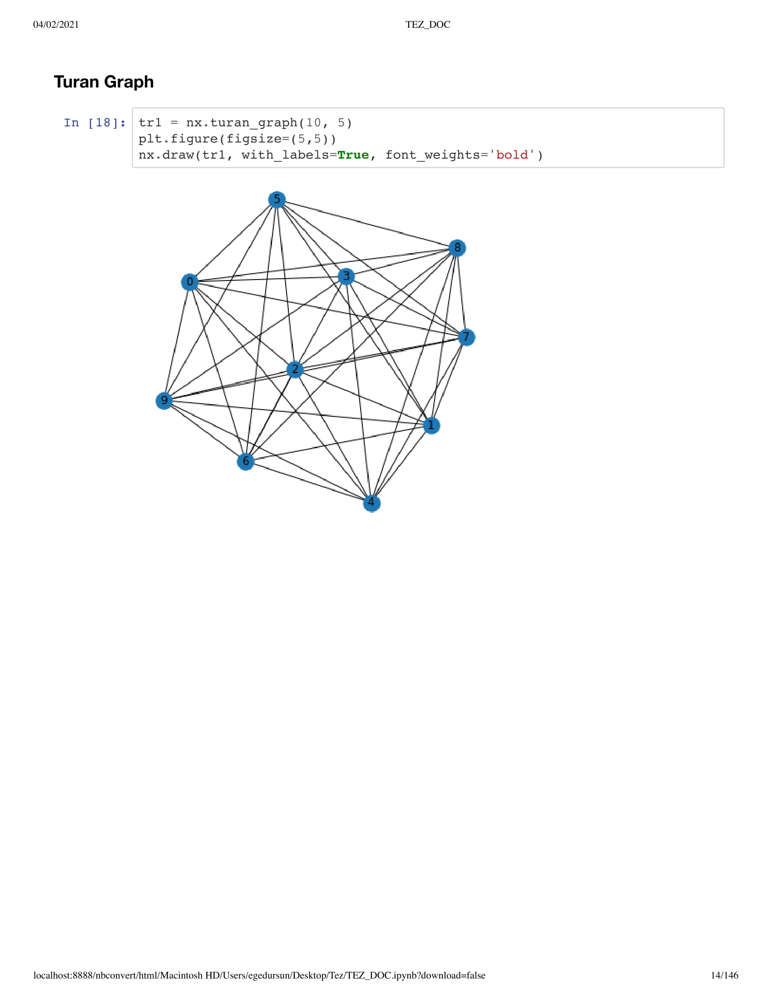 04/02/2021 TEZ_DOC
Turan Graph
In [18]: tr1 = nx.turan_graph(10, 5)
plt.figure(figsize=(5,5))
nx.draw(tr1, with_labels=True, font_weights='bold')
5
8
3
0
7
2
9
1
6
4
localhost:8888/nbconvert/html/Macintosh HD/Users/egedursun/Desktop/Tez/TEZ_DOC.ipynb?download=false 14/146